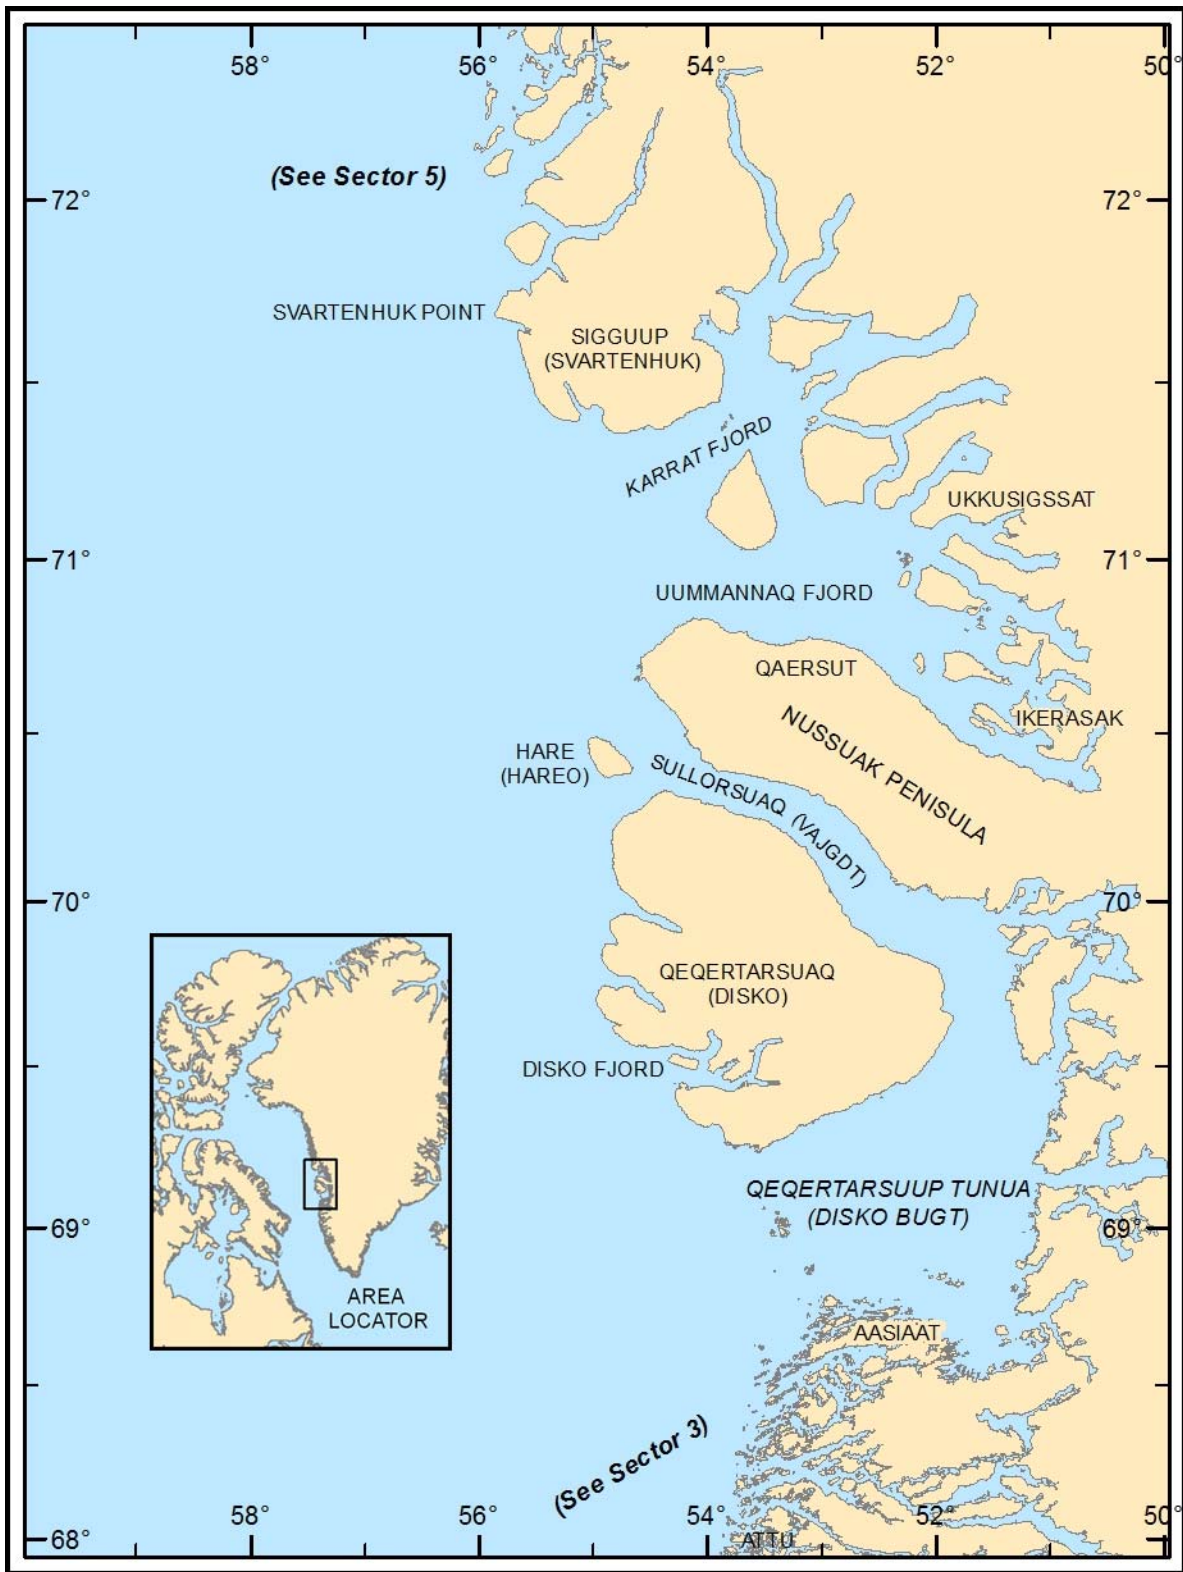 58°
56°
54°
52°
50°
(See Sector 5)
72°
72°
SVARTENHUK POINT
SIGGUUP
(SVARTENHUK)
KARRAT FJORD
UKKUSIGSSAT
71°
71°
UUMMANNAQ FJORD
QAERSUT
IKERASAK
NUSSUAK PENISULA
HARE
(HAREO)
SULLORSUAQ (VAJGDT)
70°
70°
QEQERTARSUAQ
(DISKO)
DISKO FJORD
QEQERTARSUUP TUNUA
(DISKO BUGT)
69°
69°
AREA
LOCATOR
AASIAAT
(See Sector 3)
58°
56°
54°
52°
50°
68°
ATTU